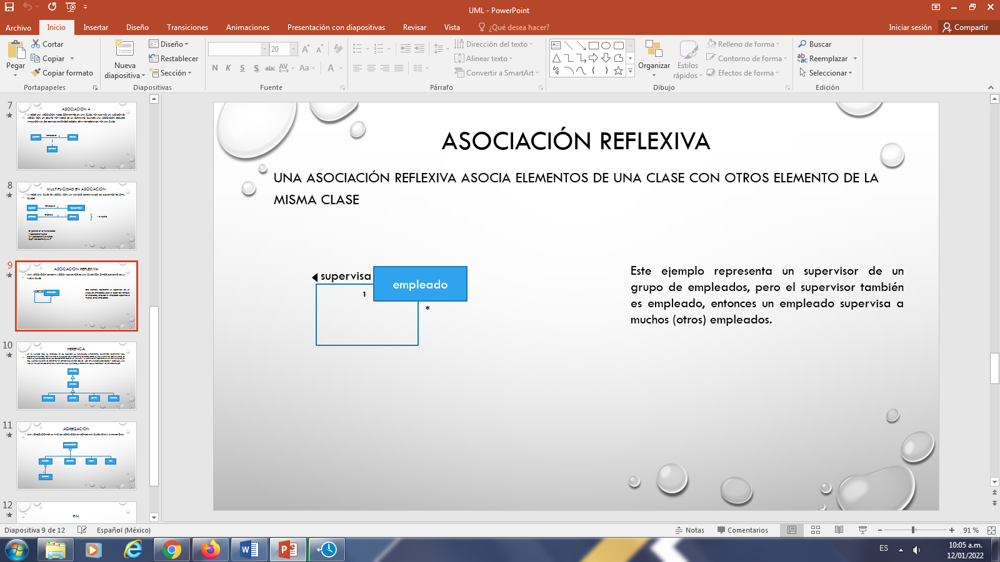 UML - PowerPoint
Archivo
Inicio
Insertar
Diseño
Transiciones
Animaciones
Presentación con diapositivas
Revisar
Vista
¿Qué desea hacer?
Iniciar sesión
Compartir
Pegar
Cortar
Copiar
Copiar formato
Portapapeles
Nueva
diapositiva
Diseño
Restablecer
Sección
Diapositivas
20
N K S S abc AV Aa A
Fuente
Dirección del texto
Alinear texto
Convertir a SmartArt
Párrafo
Organizar
Estilos
rápidos
Relleno de forma
Contorno de forma
Efectos de forma
Dibujo
Buscar
Reemplazar
Seleccionar
Edición
7
ASOCIACIÓN 4
8
MULTIPLICIDAD EN ASOCIACIÓN
9
ASOCIACIÓN REFLEXIVA
10
HERENCIA
11
AGREGACIÓN
12
FIN
ASOCIACIÓN REFLEXIVA
UNA ASOCIACIÓN REFLEXIVA ASOCIA ELEMENTOS DE UNA CLASE CON OTROS ELEMENTO DE LA
MISMA CLASE
supervisa
empleado
1
*
Este ejemplo representa un supervisor de un
grupo de empleados, pero el supervisor también
es empleado, entonces un empleado supervisa a
muchos (otros) empleados.
Diapositiva 9 de 12
Español (México)
Notas
Comentarios
91 %
ES
10:05 a.m.
12/01/2022